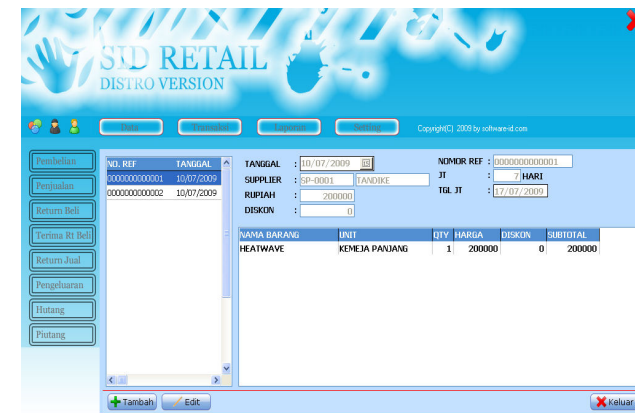 SID RETAIL
DISTRO VERSION
Data Transaksi Laporan Setting Copyright(C) 2009 by software-id.com
Pembelian
Penjualan
Return Beli
Terima Rt Beli
Return Jual
Pengeluaran
Hutang
Piutang
NO. REF TANGGAL
000000000001 10/07/2009
000000000002 10/07/2009
TANGGAL : 10/07/2009 NOMOR REF : 000000000001
SUPPLIER : SP-0001 TANDIKE JT : 7 HARI
RUPIAH : 200000 TGL JT : 17/07/2009
DISKON : 0
NAMA BARANG UNIT QTY HARGA DISKON SUBTOTAL
HEATWAVE KEMEJA PANJANG 1 200000 0 200000
Tambah Edit Keluar